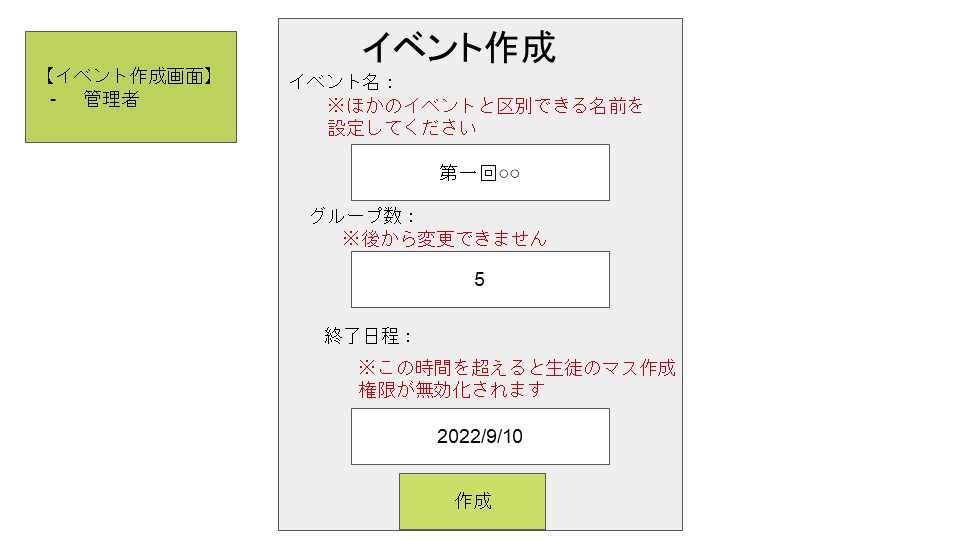 【イベント作成画面】
- 管理者
イベント作成
イベント名：
※ほかのイベントと区別できる名前を
設定してください
第一回○○
グループ数：
※後から変更できません
5
終了日程：
※この時間を超えると生徒のマス作成
権限が無効化されます
2022/9/10
作成